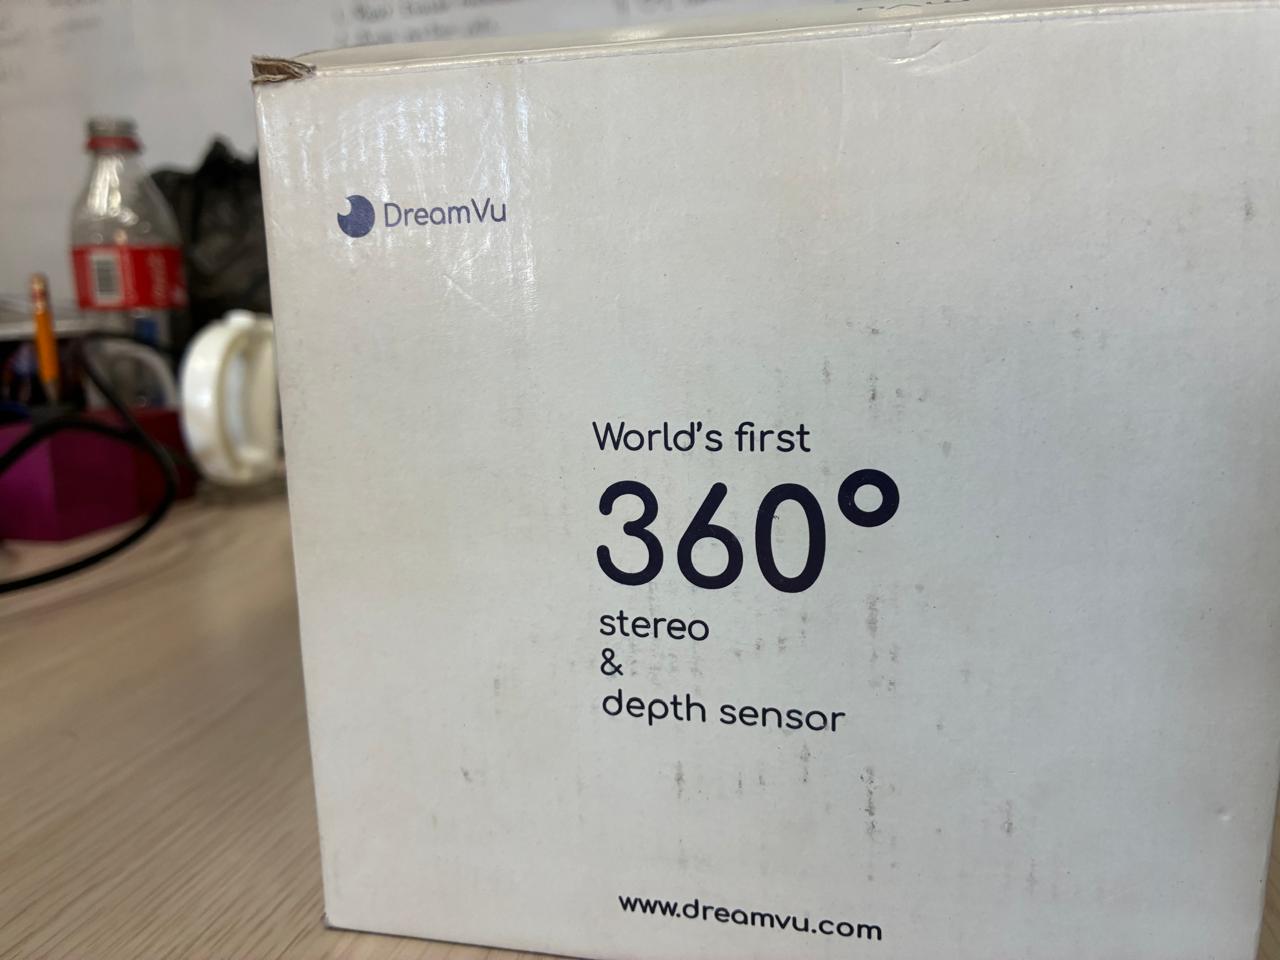 DreamVu
World's first
360°
stereo
&
depth sensor
www.dreamvu.com